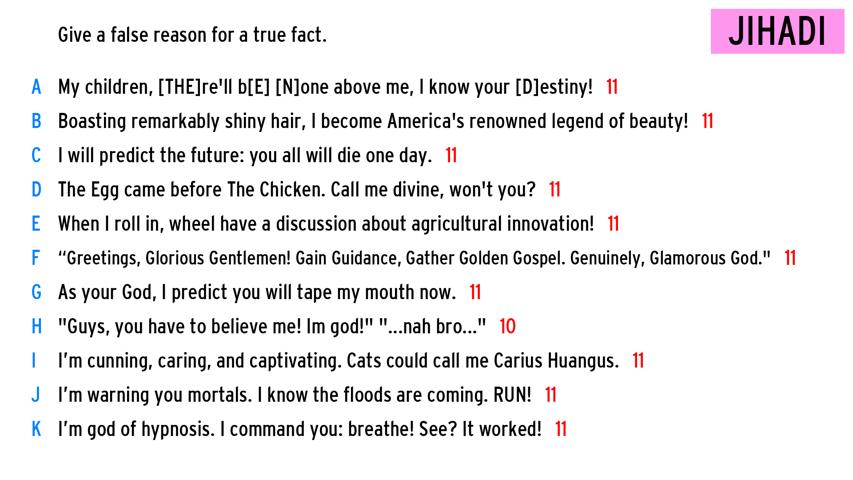 Give a false reason for a true fact.
JIHADI
A My children, [THE]re'll b[E] [N]one above me, I know your [D]estiny! 11
B Boasting remarkably shiny hair, I become America's renowned legend of beauty! 11
C I will predict the future: you all will die one day. 11
D The Egg came before The Chicken. Call me divine, won't you? 11
E When I roll in, wheel have a discussion about agricultural innovation! 11
F “Greetings, Glorious Gentlemen! Gain Guidance, Gather Golden Gospel. Genuinely, Glamorous God." 11
G As your God, I predict you will tape my mouth now. 11
H "Guys, you have to believe me! Im god!" "...nah bro..." 10
I I’m cunning, caring, and captivating. Cats could call me Carius Huangus. 11
J I’m warning you mortals. I know the floods are coming. RUN! 11
K I’m god of hypnosis. I command you: breathe! See? It worked! 11